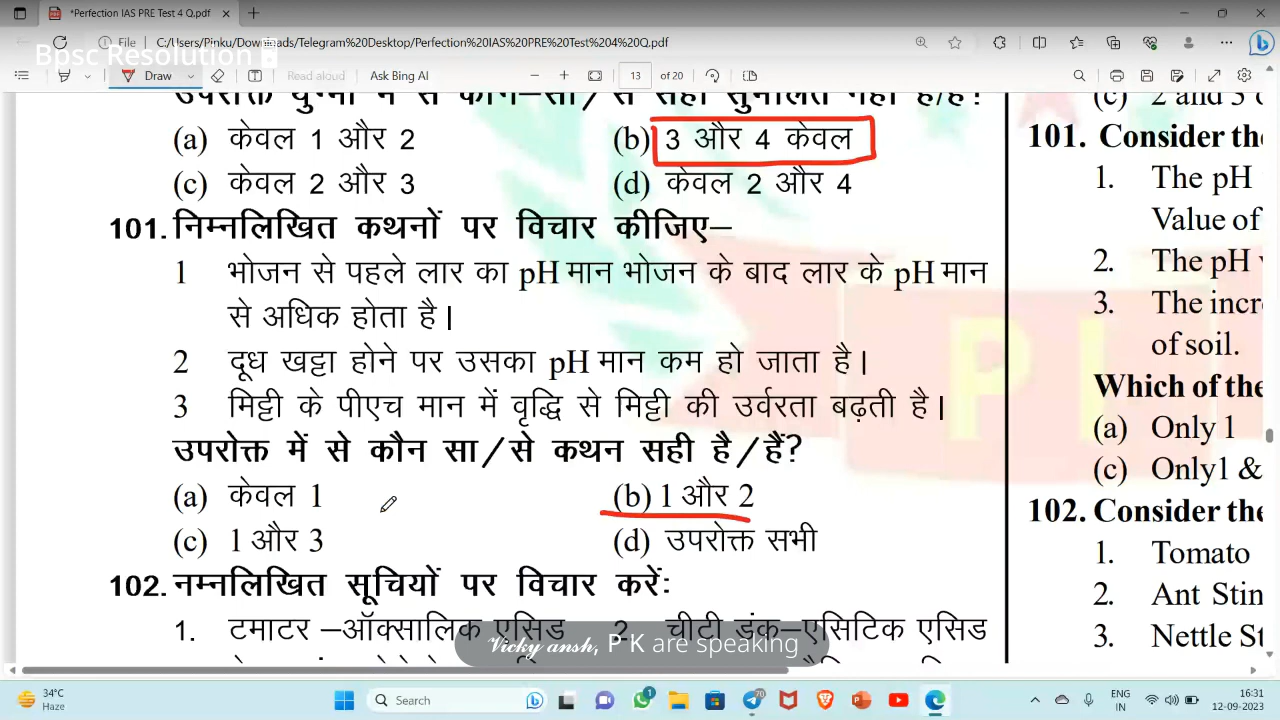 *Perfection IAS PRE Test 4 Q.pdf
File
C:/Users/Pinku/Downloads/Telegram%20Desktop/Perfection%20IAS%20PRE%20Test%204%20Q.pdf
Bpsc Resolution
Draw
Read aloud
Ask Bing AI
13 of 20
उपरोक्त युग्मों में से कौन-सा/से सही सुमेलित नहीं है/हैं?
(a) केवल 1 और 2 (b) 3 और 4 केवल
(c) केवल 2 और 3 (d) केवल 2 और 4
101. निम्नलिखित कथनों पर विचार कीजिए–
1 भोजन से पहले लार का pH मान भोजन के बाद लार के pH मान
से अधिक होता है।
2 दूध खट्टा होने पर उसका pH मान कम हो जाता है।
3 मिट्टी के पीएच मान में वृद्धि से मिट्टी की उर्वरता बढ़ती है।
उपरोक्त में से कौन सा/से कथन सही है/हैं?
(a) केवल 1 (b) 1 और 2
(c) 1 और 3 (d) उपरोक्त सभी
102. नम्नलिखित सूचियों पर विचार करें:
1. टमाटर –ऑक्सालिक एसिड 2. चीटी डंक–एसिटिक एसिड
(c) 2 and 3
101. Consider the
1. The pH
Value of
2. The pH
3. The incr
of soil.
Which of the
(a) Only 1
(c) Only1 &
102. Consider the
1. Tomato
2. Ant Stin
3. Nettle St
P I
Vicky ansh, P K are speaking
34°C
Haze
Search
1
70
ENG
IN
16:31
12-09-2023